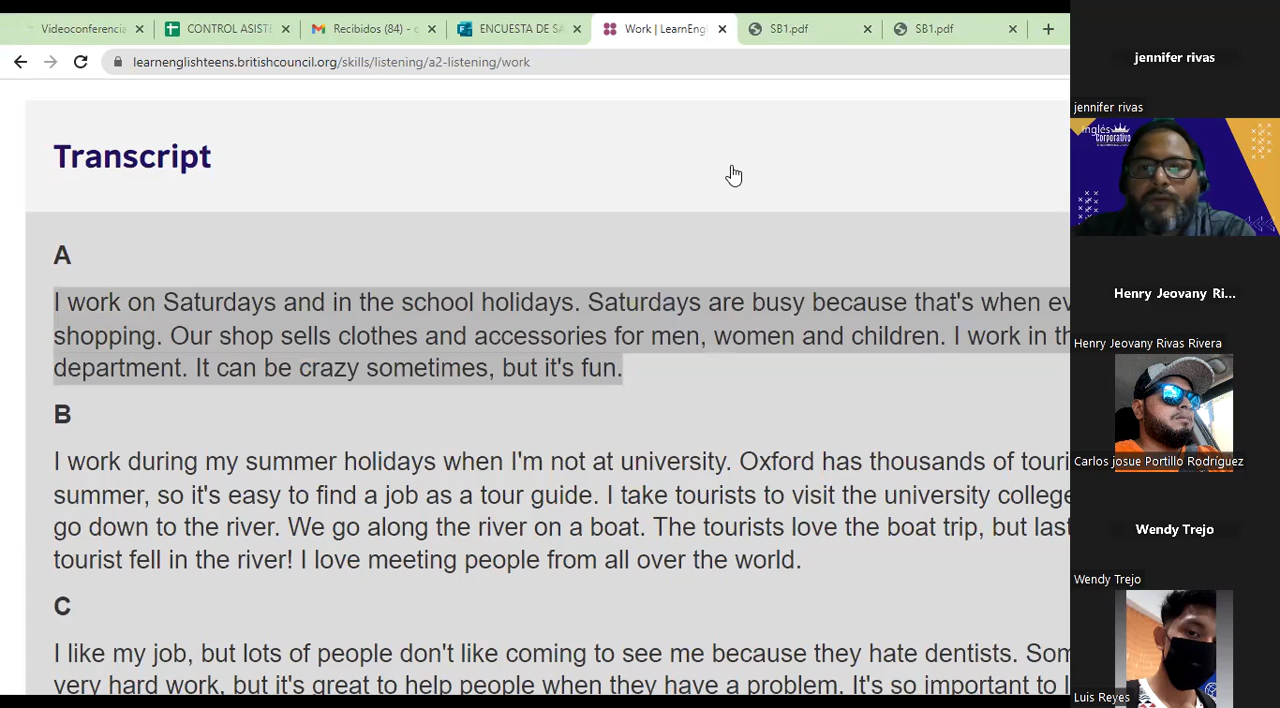 Videoconferencia
CONTROL ASIST
Recibidos (84) - c
ENCUESTA DE SA
Work | LearnEngl
SB1.pdf
SB1.pdf
learnenglishteens.britishcouncil.org/skills/listening/a2-listening/work
Transcript
A
I work on Saturdays and in the school holidays. Saturdays are busy because that's when ev
shopping. Our shop sells clothes and accessories for men, women and children. I work in th
department. It can be crazy sometimes, but it's fun.
B
I work during my summer holidays when I'm not at university. Oxford has thousands of touri
summer, so it's easy to find a job as a tour guide. I take tourists to visit the university college
go down to the river. We go along the river on a boat. The tourists love the boat trip, but last
tourist fell in the river! I love meeting people from all over the world.
C
I like my job, but lots of people don't like coming to see me because they hate dentists. Som
very hard work, but it's great to help people when they have a problem. It's so important to l
jennifer rivas
jennifer rivas
Inglés
Corporativo
Henry Jeovany Ri...
Henry Jeovany Rivas Rivera
Carlos josue Portillo Rodríguez
Wendy Trejo
Wendy Trejo
Luis Reyes